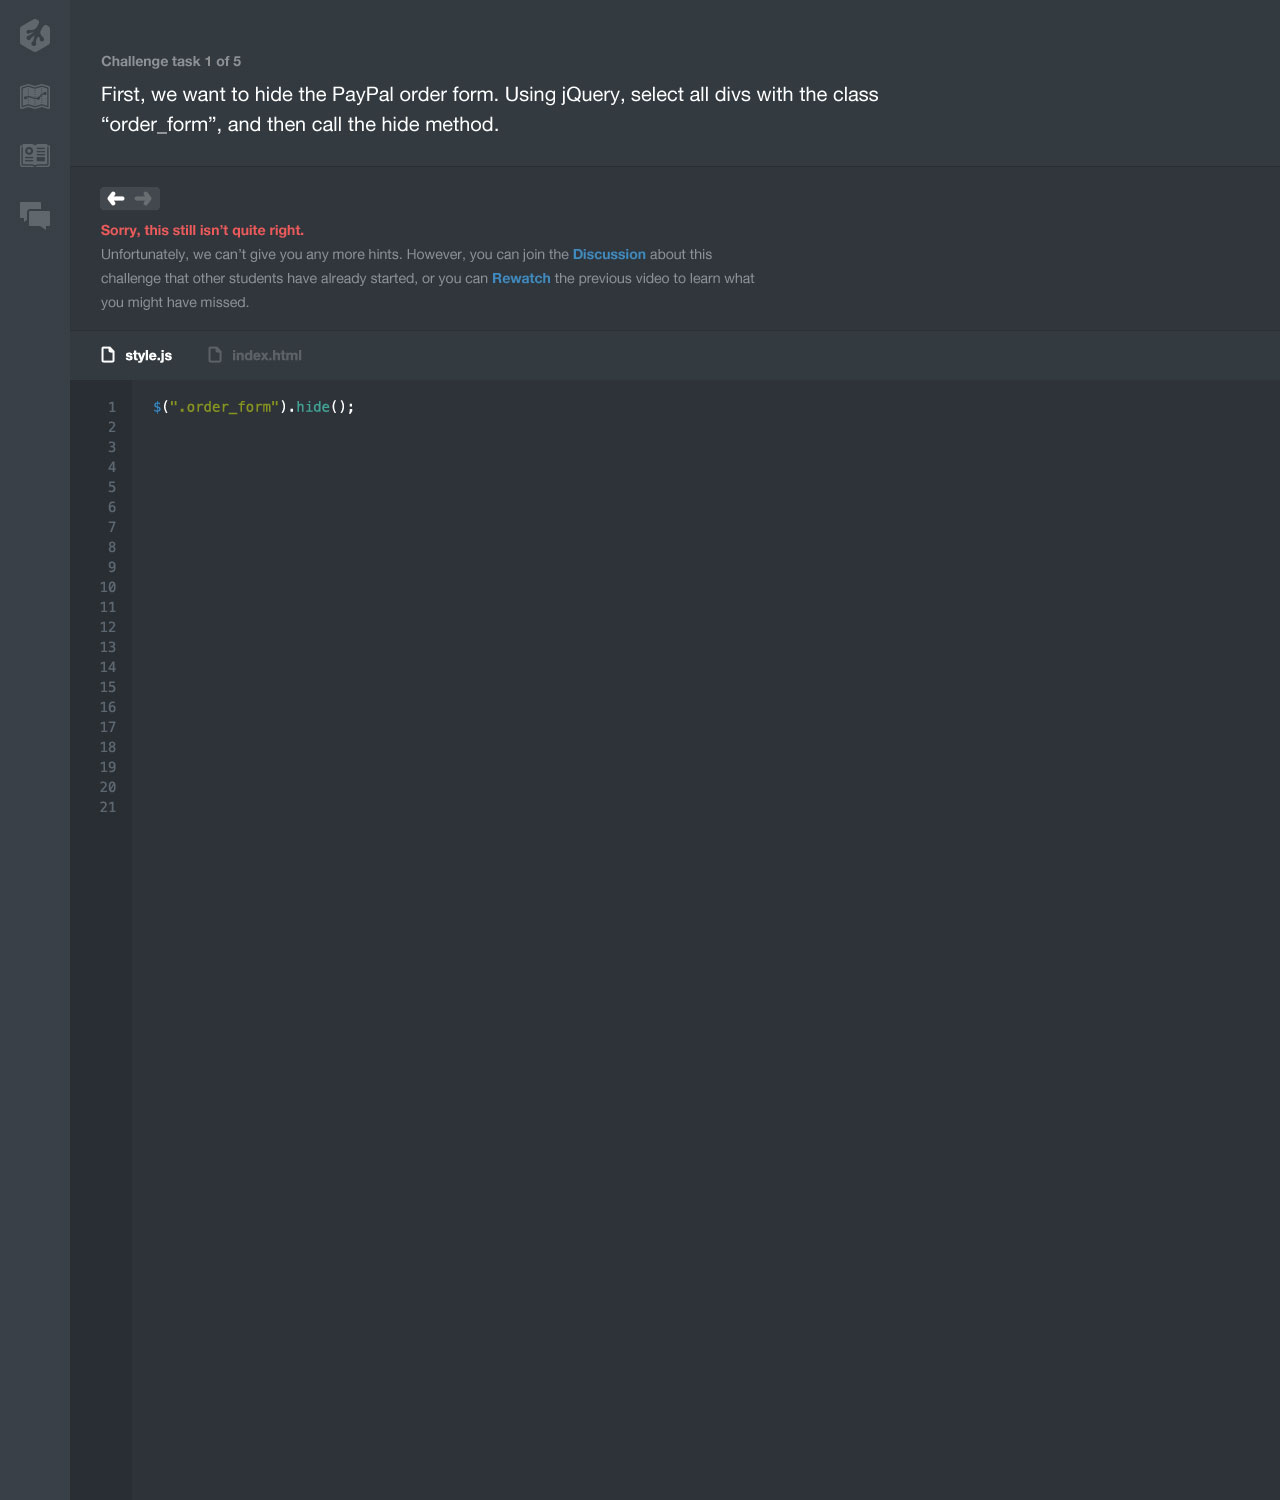 Challenge task 1 of 5
First, we want to hide the PayPal order form. Using jQuery, select all divs with the class
“order_form”, and then call the hide method.
Sorry, this still isn’t quite right.
Unfortunately, we can’t give you any more hints. However, you can join the Discussion about this
challenge that other students have already started, or you can Rewatch the previous video to learn what
you might have missed.
style.js index.html
1 $(".order_form").hide();
2
3
4
5
6
7
8
9
10
11
12
13
14
15
16
17
18
19
20
21